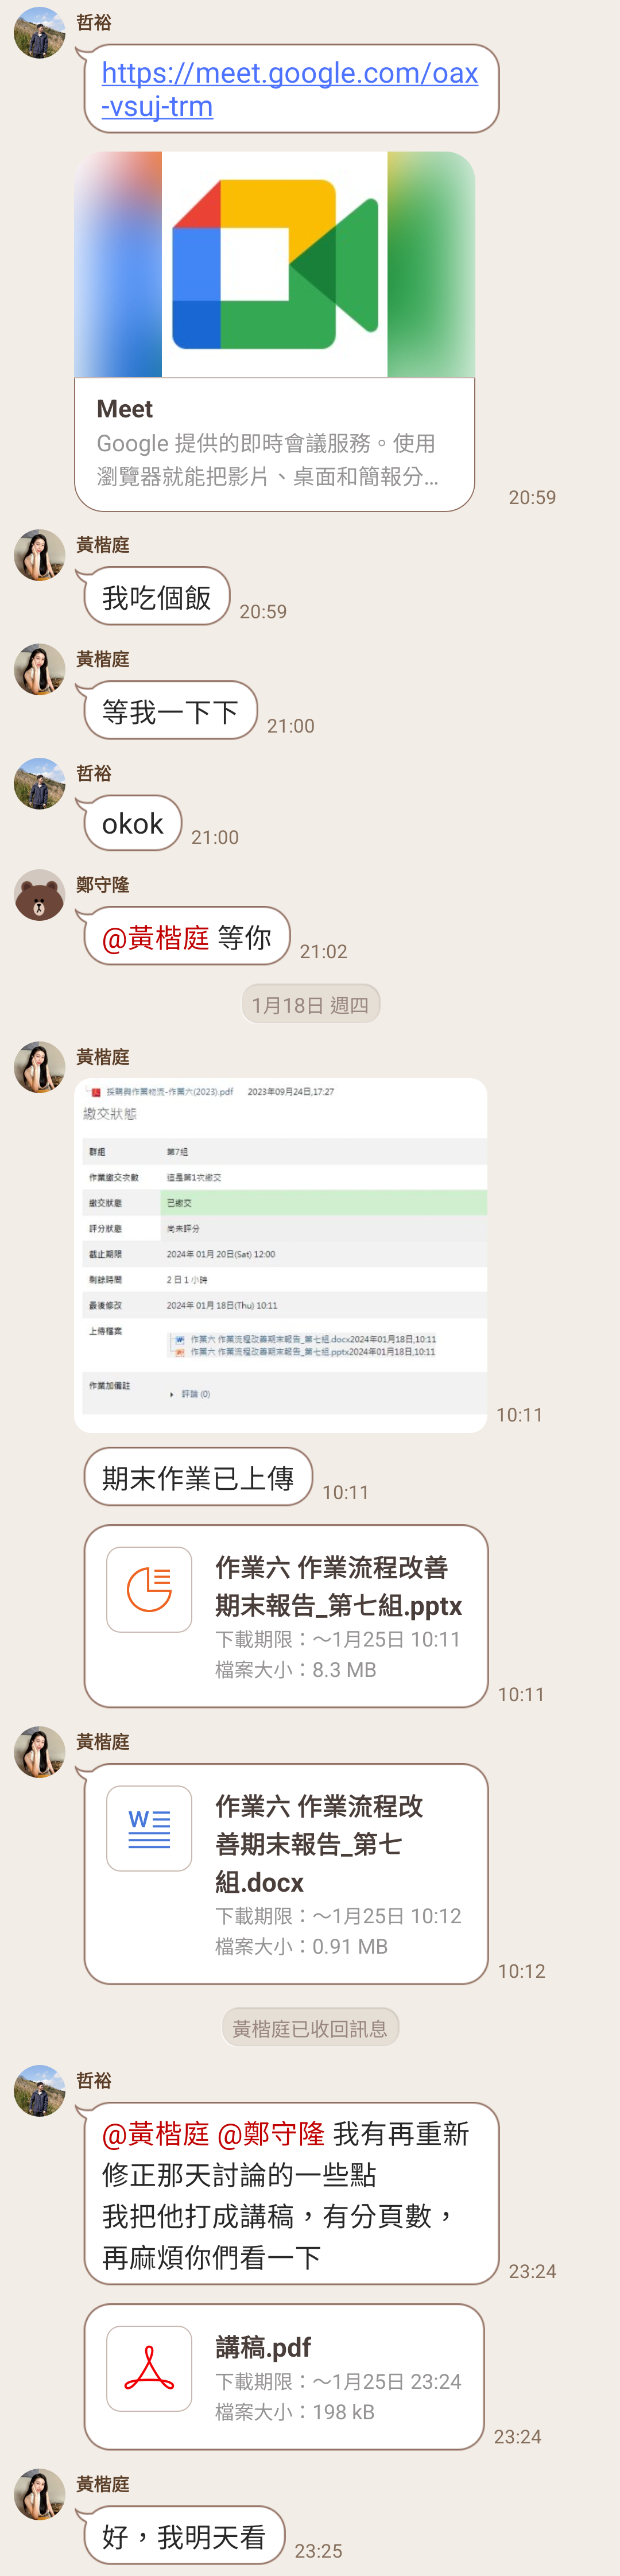 哲裕
https://meet.google.com/oax
-vsuj-trm
Meet
Google 提供的即時會議服務。使用
瀏覽器就能把影片、桌面和簡報分...
20:59
黃楷庭
我吃個飯
20:59
黃楷庭
等我一下下
21:00
哲裕
okok
21:00
鄭守隆
@黃楷庭 等你
21:02
1月18日 週四
黃楷庭
採購與作業物流-作業六(2023).pdf 2023年09月24日,17:27
繳交狀態
群組 第7組
作業繳交次數 這是第1次繳交
繳交狀態 已繳交
評分狀態 尚未評分
截止期限 2024年 01月 20日(Sat) 12:00
剩餘時間 2 日 1 小時
最後修改 2024年 01月 18日(Thu) 10:11
上傳檔案
作業六 作業流程改善期末報告_第七組.docx2024年01月18日,10:11
作業六 作業流程改善期末報告_第七組.pptx2024年01月18日,10:11
作業加備註
評論 (0)
10:11
期末作業已上傳
10:11
作業六 作業流程改善
期末報告_第七組.pptx
下載期限：～1月25日 10:11
檔案大小：8.3 MB
10:11
黃楷庭
W
作業六 作業流程改
善期末報告_第七
組.docx
下載期限：～1月25日 10:12
檔案大小：0.91 MB
10:12
黃楷庭已收回訊息
哲裕
@黃楷庭 @鄭守隆 我有再重新
修正那天討論的一些點
我把他打成講稿，有分頁數，
再麻煩你們看一下
23:24
講稿.pdf
下載期限：～1月25日 23:24
檔案大小：198 kB
23:24
黃楷庭
好，我明天看
23:25